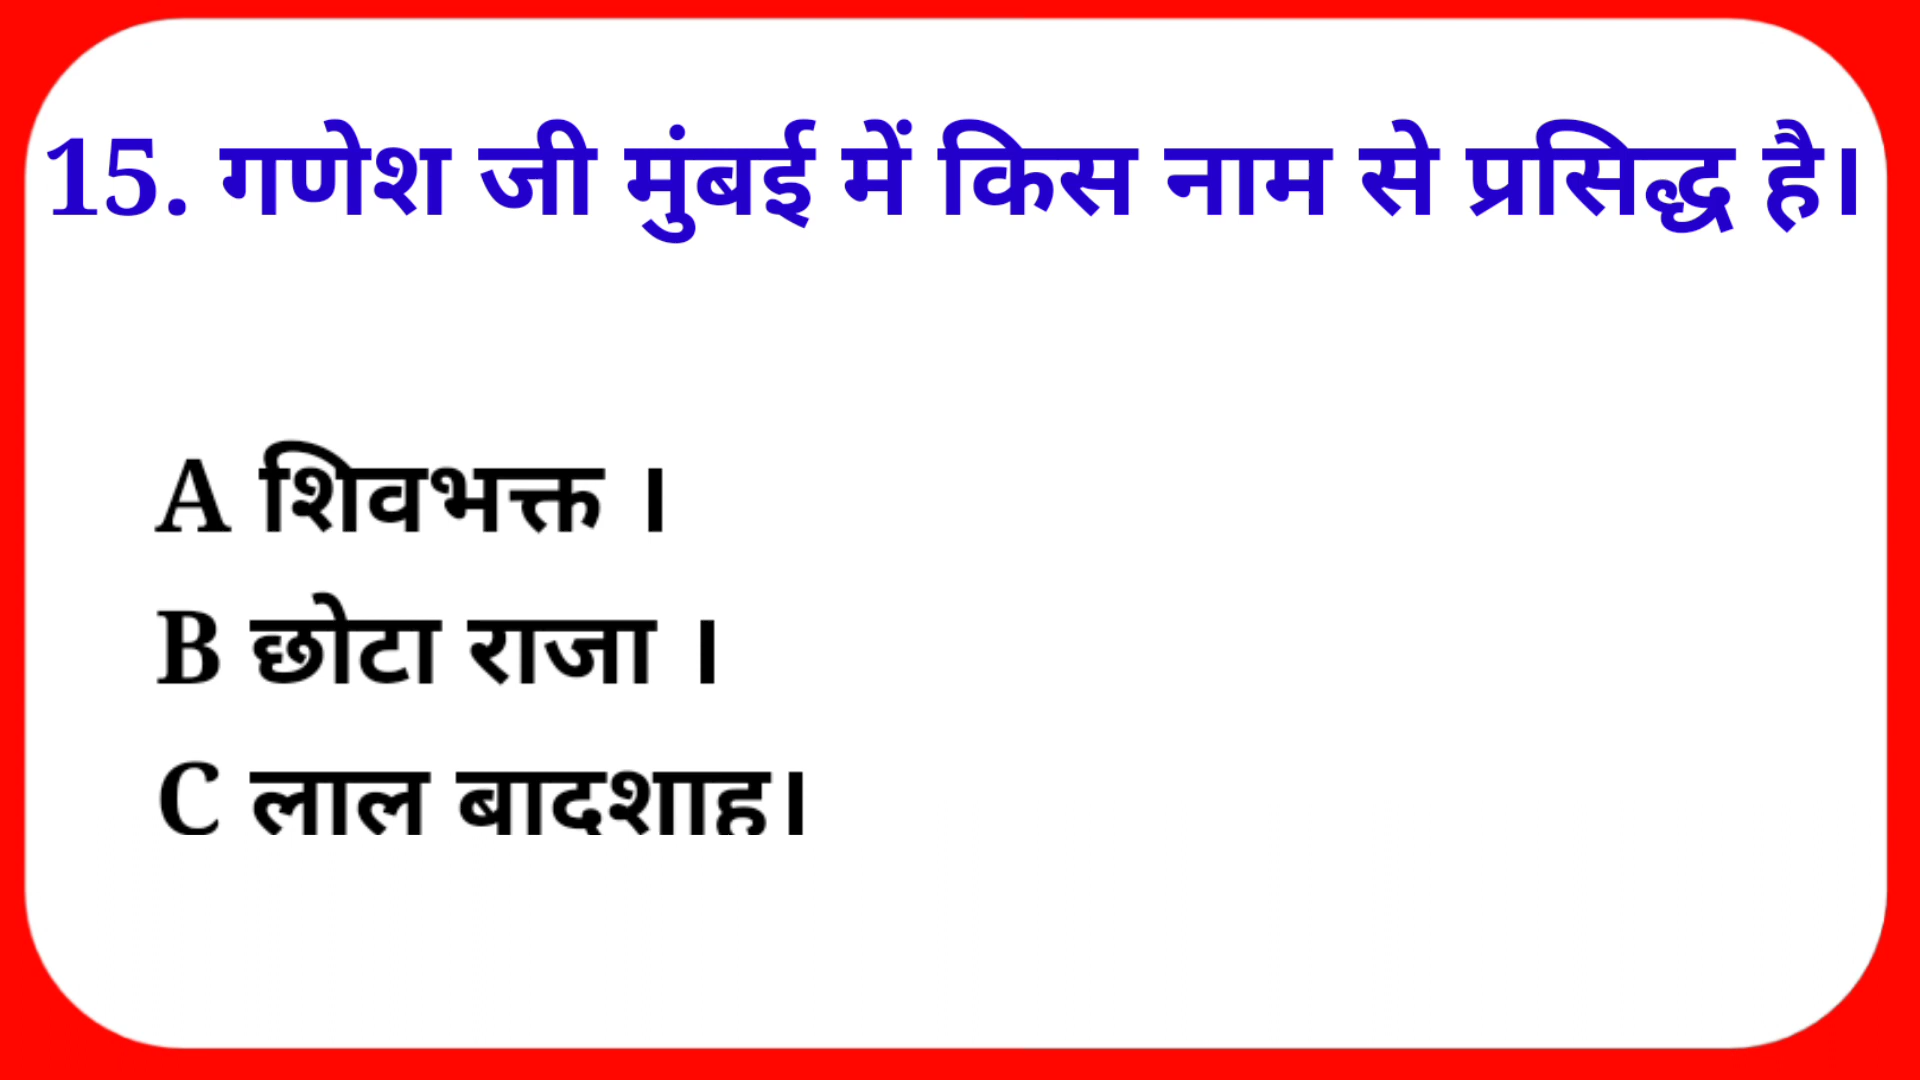 15. गणेश जी मुंबई में किस नाम से प्रसिद्ध है।
A शिवभक्त ।
B छोटा राजा ।
C लाल बादशाह।